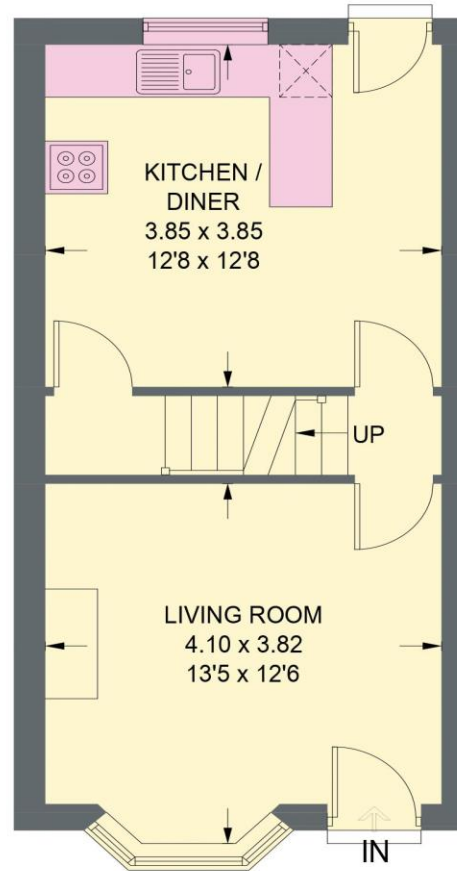 KITCHEN /
DINER
3.85 x 3.85
12'8 x 12'8
UP
LIVING ROOM
4.10 x 3.82
13'5 x 12'6
IN